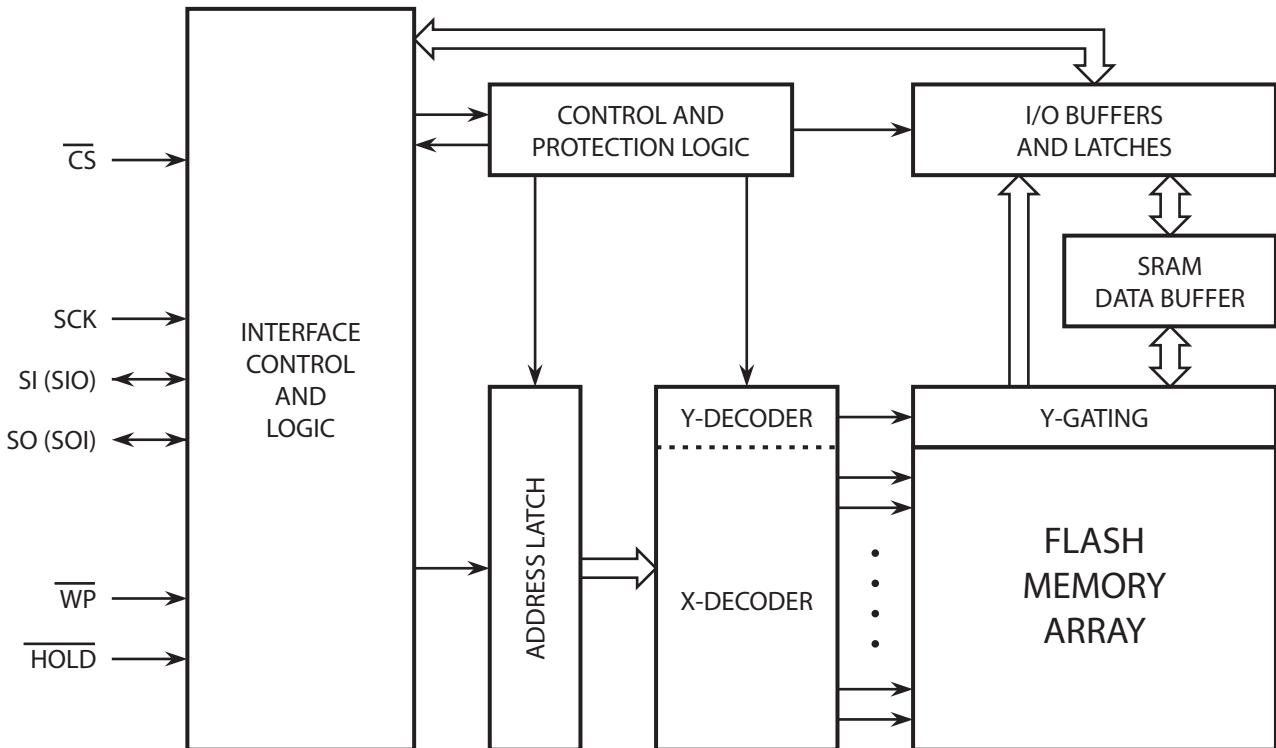 CONTROL AND
PROTECTION LOGIC
I/O BUFFERS
AND LATCHES
CS
SRAM
DATA BUFFER
SCK
INTERFACE
CONTROL
AND
LOGIC
SI (SIO)
SO (SOI)
Y-DECODER
Y-GATING
ADDRESS LATCH
X-DECODER
FLASH
MEMORY
ARRAY
WP
HOLD